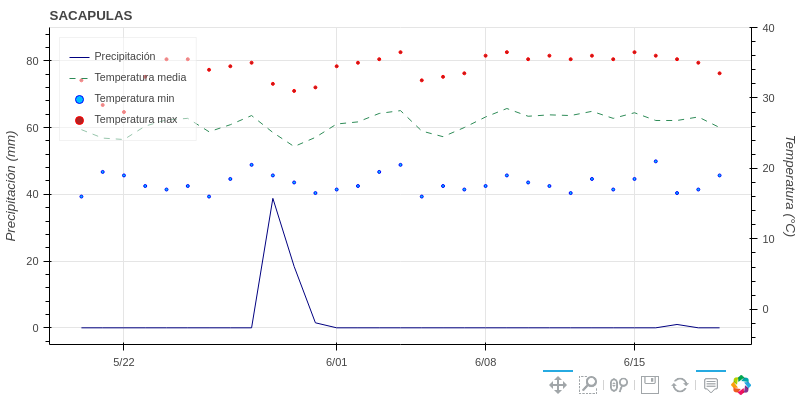 SACAPULAS
Precipitación
Temperatura media
Temperatura min
Temperatura max
Precipitación (mm)
80
60
40
20
0
Temperatura (°C)
40
30
20
10
0
5/22
6/01
6/08
6/15